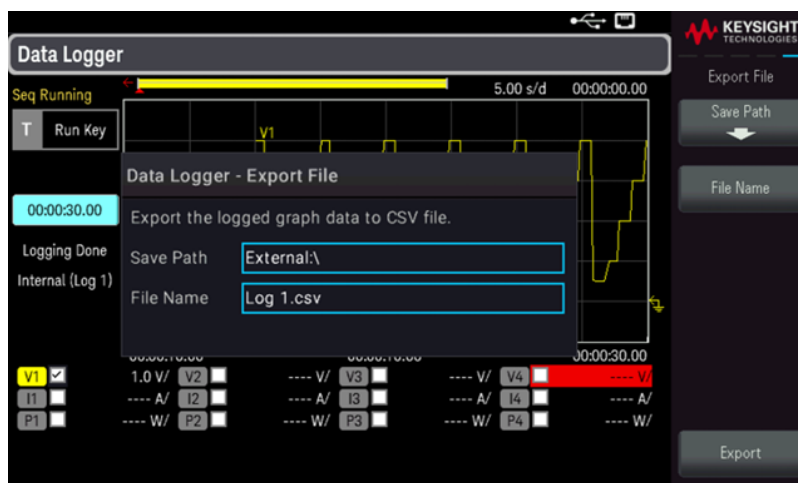 KEYSIGHT
TECHNOLOGIES
Data Logger
Export File
Seq Running
5.00 s/d
00:00:00.00
Save Path
T
Run Key
V1
Data Logger - Export File
File Name
00:00:30.00
Export the logged graph data to CSV file.
Logging Done
Save Path
External:\
Internal (Log 1)
File Name
Log 1.csv
00:00:30.00
V1 1.0 V/ V2 ---- V/ V3 ---- V/ V4 ---- V/
I1 ---- A/ I2 ---- A/ I3 ---- A/ I4 ---- A/
P1 ---- W/ P2 ---- W/ P3 ---- W/ P4 ---- W/
Export